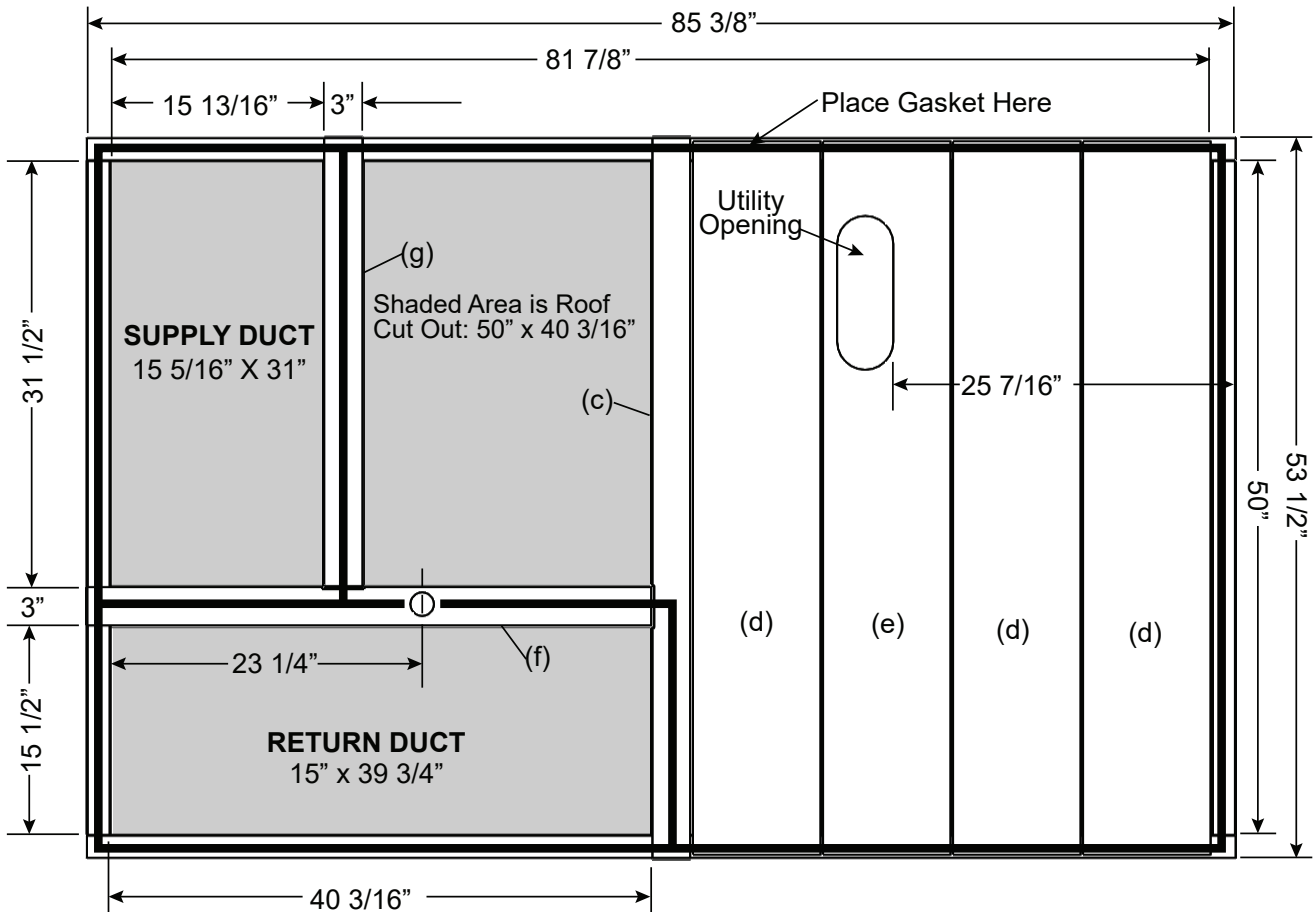 85 3/8”
81 7/8”
15 13/16”
3”
Place Gasket Here
Utility
Opening
(g)
Shaded Area is Roof
Cut Out: 50” x 40 3/16”
SUPPLY DUCT
15 5/16” X 31”
31 1/2”
(c)
25 7/16”
53 1/2”
50”
3”
(d)
(e)
(d)
(d)
23 1/4”
(f)
15 1/2”
RETURN DUCT
15” x 39 3/4”
40 3/16”